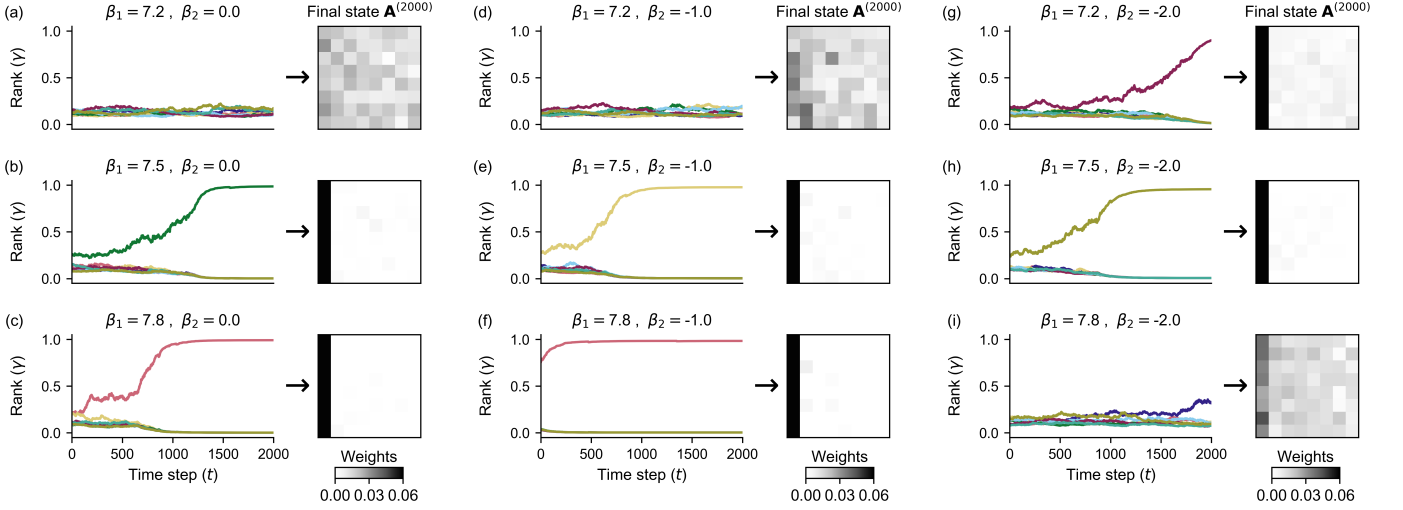 (a) β₁ = 7.2 , β₂ = 0.0 Final state A⁽²⁰⁰⁰⁾
Rank (γ)
1.0
0.5
0.0
(d) β₁ = 7.2 , β₂ = -1.0 Final state A⁽²⁰⁰⁰⁾
Rank (γ)
1.0
0.5
0.0
(g) β₁ = 7.2 , β₂ = -2.0 Final state A⁽²⁰⁰⁰⁾
Rank (γ)
1.0
0.5
0.0
(b) β₁ = 7.5 , β₂ = 0.0
Rank (γ)
1.0
0.5
0.0
(e) β₁ = 7.5 , β₂ = -1.0
Rank (γ)
1.0
0.5
0.0
(h) β₁ = 7.5 , β₂ = -2.0
Rank (γ)
1.0
0.5
0.0
(c) β₁ = 7.8 , β₂ = 0.0
Rank (γ)
1.0
0.5
0.0
0 500 1000 1500 2000
Time step (t)
Weights
0.00 0.03 0.06
(f) β₁ = 7.8 , β₂ = -1.0
Rank (γ)
1.0
0.5
0.0
0 500 1000 1500 2000
Time step (t)
Weights
0.00 0.03 0.06
(i) β₁ = 7.8 , β₂ = -2.0
Rank (γ)
1.0
0.5
0.0
0 500 1000 1500 2000
Time step (t)
Weights
0.00 0.03 0.06